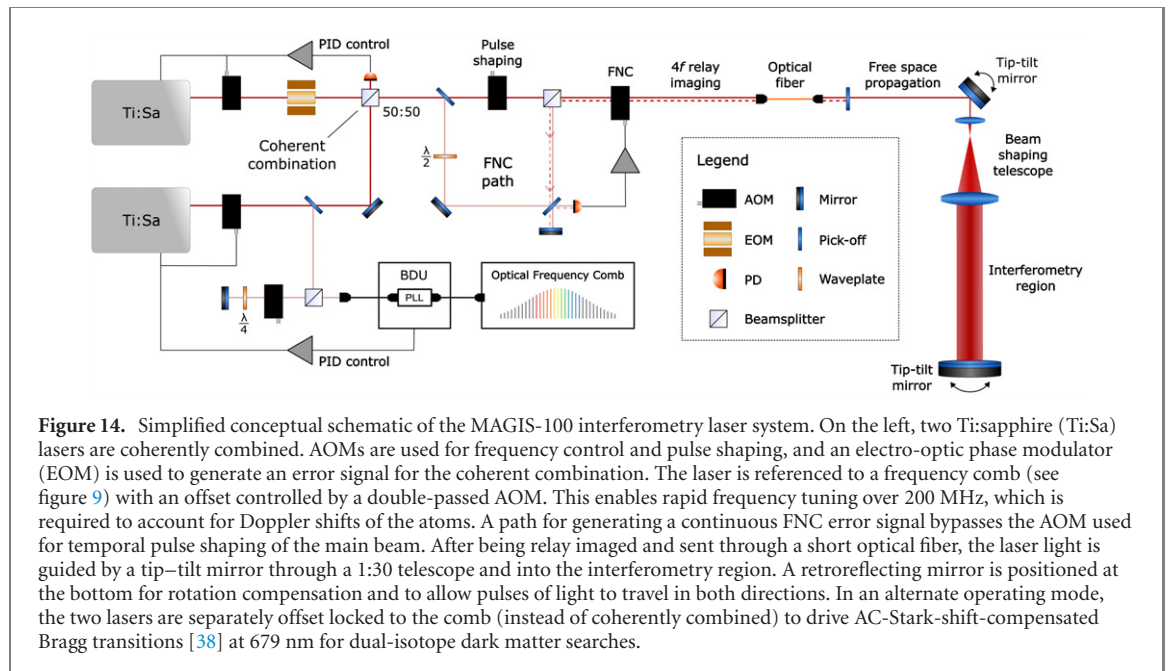 PID control
Ti:Sa
50:50
Coherent
combination
Pulse
shaping
λ/2
FNC
path
FNC
4f relay
imaging
Optical
fiber
Free space
propagation
Tip-tilt
mirror
Beam
shaping
telescope
Interferometry
region
Tip-tilt
mirror
Ti:Sa
λ/4
BDU
PLL
Optical Frequency Comb
PID control
Legend
AOM
Mirror
EOM
Pick-off
PD
Waveplate
Beamsplitter
Figure 14. Simplified conceptual schematic of the MAGIS-100 interferometry laser system. On the left, two Ti:sapphire (Ti:Sa)
lasers are coherently combined. AOMs are used for frequency control and pulse shaping, and an electro-optic phase modulator
(EOM) is used to generate an error signal for the coherent combination. The laser is referenced to a frequency comb (see
figure 9) with an offset controlled by a double-passed AOM. This enables rapid frequency tuning over 200 MHz, which is
required to account for Doppler shifts of the atoms. A path for generating a continuous FNC error signal bypasses the AOM used
for temporal pulse shaping of the main beam. After being relay imaged and sent through a short optical fiber, the laser light is
guided by a tip–tilt mirror through a 1:30 telescope and into the interferometry region. A retroreflecting mirror is positioned at
the bottom for rotation compensation and to allow pulses of light to travel in both directions. In an alternate operating mode,
the two lasers are separately offset locked to the comb (instead of coherently combined) to drive AC-Stark-shift-compensated
Bragg transitions [38] at 679 nm for dual-isotope dark matter searches.